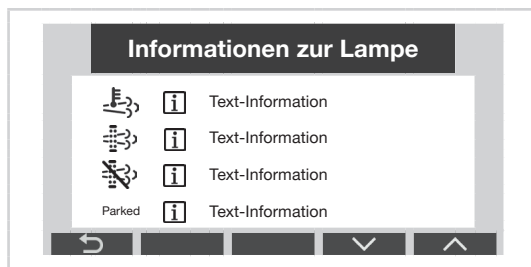 Informationen zur Lampe
i Text-Information
i Text-Information
i Text-Information
Parked i Text-Information